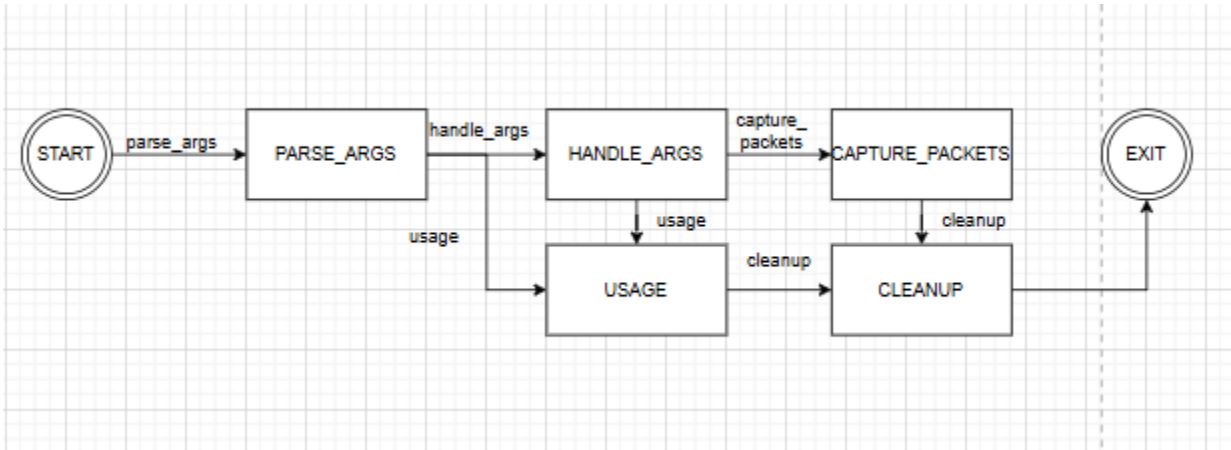 START
parse_args
PARSE_ARGS
handle_args
HANDLE_ARGS
capture_
packets
CAPTURE_PACKETS
EXIT
usage
usage
cleanup
USAGE
cleanup
CLEANUP